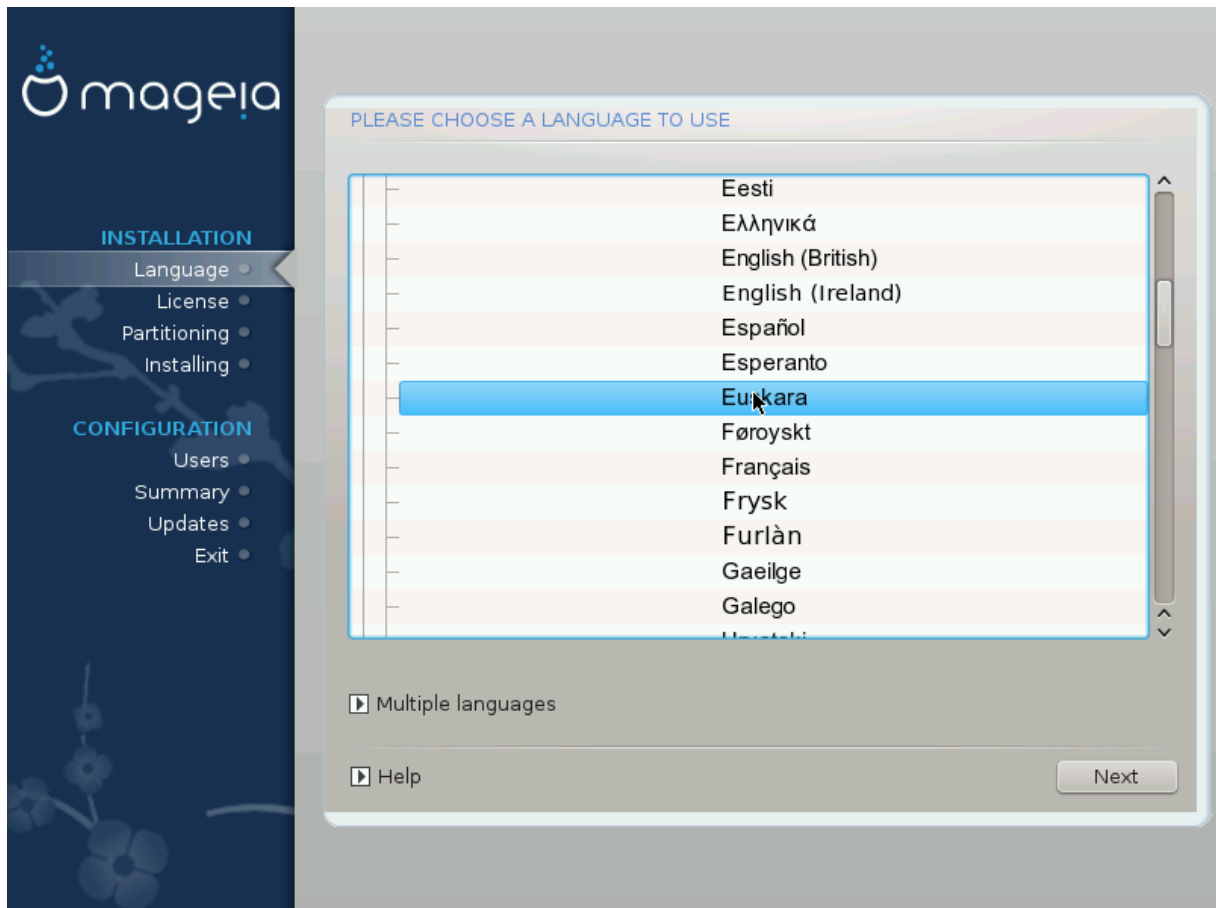 mageia
INSTALLATION
Language
License
Partitioning
Installing
CONFIGURATION
Users
Summary
Updates
Exit
PLEASE CHOOSE A LANGUAGE TO USE
Eesti
Ελληνικά
English (British)
English (Ireland)
Español
Esperanto
Euskara
Føroyskt
Français
Frysk
Furlàn
Gaeilge
Galego
Multiple languages
Help
Next